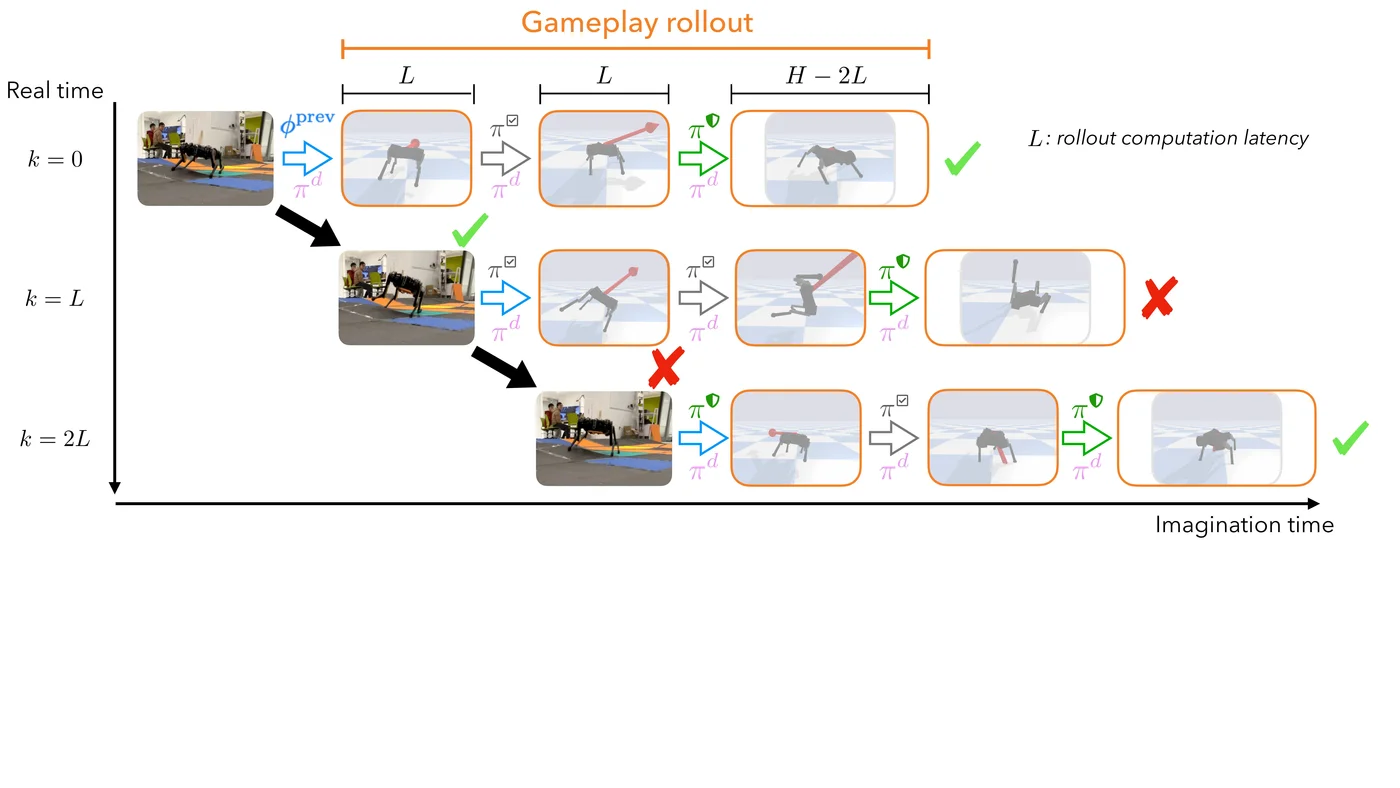 Gameplay rollout
L L H − 2L
Real time
L: rollout computation latency
k = 0 ϕ^prev π^d π^☑ π^d π^🛡 π^d ✓
✓
k = L π^☑ π^d π^☑ π^d π^🛡 π^d ✘
✘
k = 2L π^🛡 π^d π^☑ π^d π^🛡 π^d ✓
Imagination time